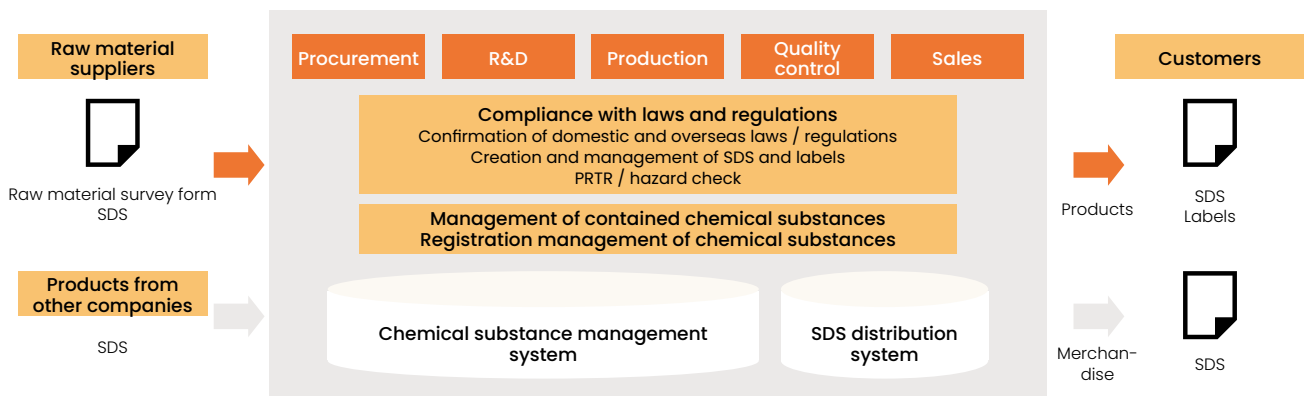 Raw material
suppliers
Raw material survey form
SDS
Products from
other companies
SDS
Procurement
R&D
Production
Quality
control
Sales
Compliance with laws and regulations
Confirmation of domestic and overseas laws / regulations
Creation and management of SDS and labels
PRTR / hazard check
Management of contained chemical substances
Registration management of chemical substances
Chemical substance management
system
SDS distribution
system
Products
Merchan-
dise
Customers
SDS
Labels
SDS